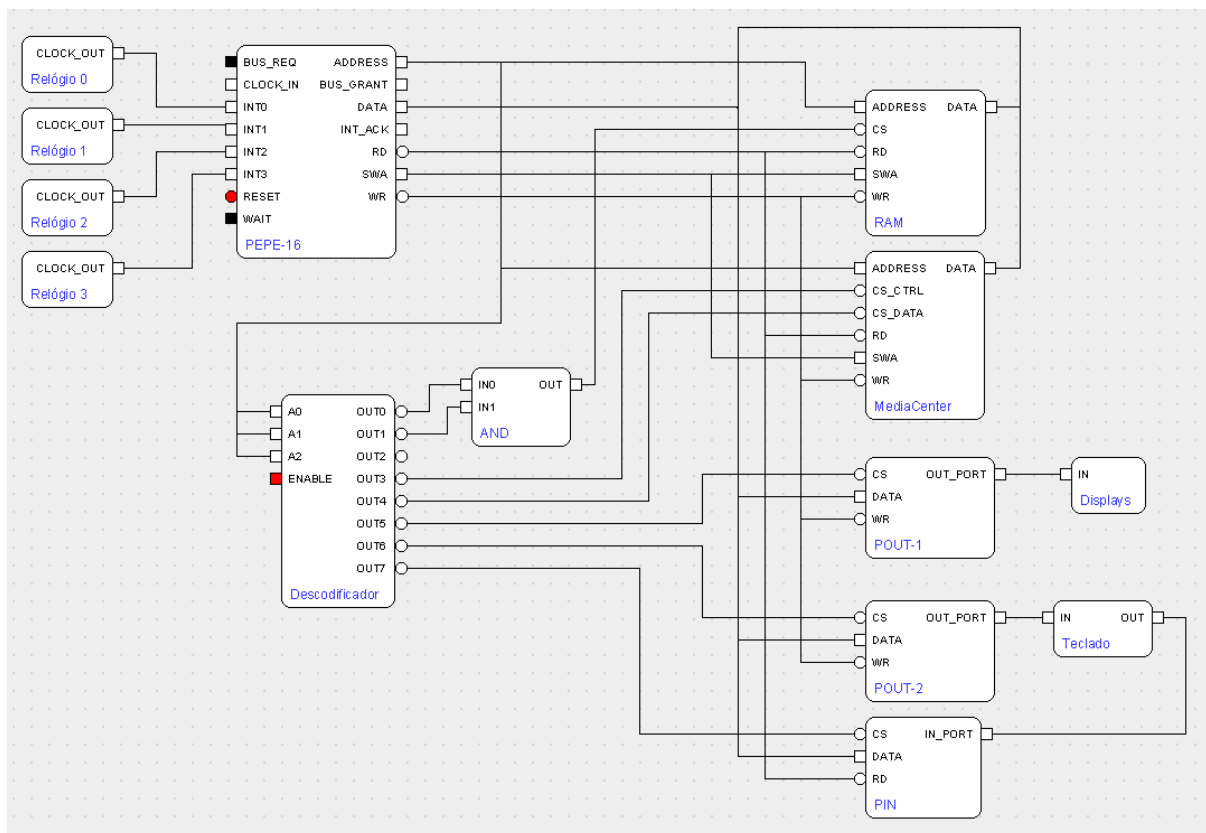 CLOCK_OUT
Relógio 0
CLOCK_OUT
Relógio 1
CLOCK_OUT
Relógio 2
CLOCK_OUT
Relógio 3
BUS_REQ ADDRESS
CLOCK_IN BUS_GRANT
INT0 DATA
INT1 INT_ACK
INT2 RD
INT3 SWA
RESET WR
WAIT
PEPE-16
ADDRESS DATA
CS
RD
SWA
WR
RAM
ADDRESS DATA
CS_CTRL
CS_DATA
RD
SWA
WR
MediaCenter
A0 OUT0
A1 OUT1
A2 OUT2
ENABLE OUT3
OUT4
OUT5
OUT6
OUT7
Descodificador
IN0 OUT
IN1
AND
CS OUT_PORT
DATA
WR
POUT-1
IN
Displays
CS OUT_PORT
DATA
WR
POUT-2
IN OUT
Teclado
CS IN_PORT
DATA
RD
PIN